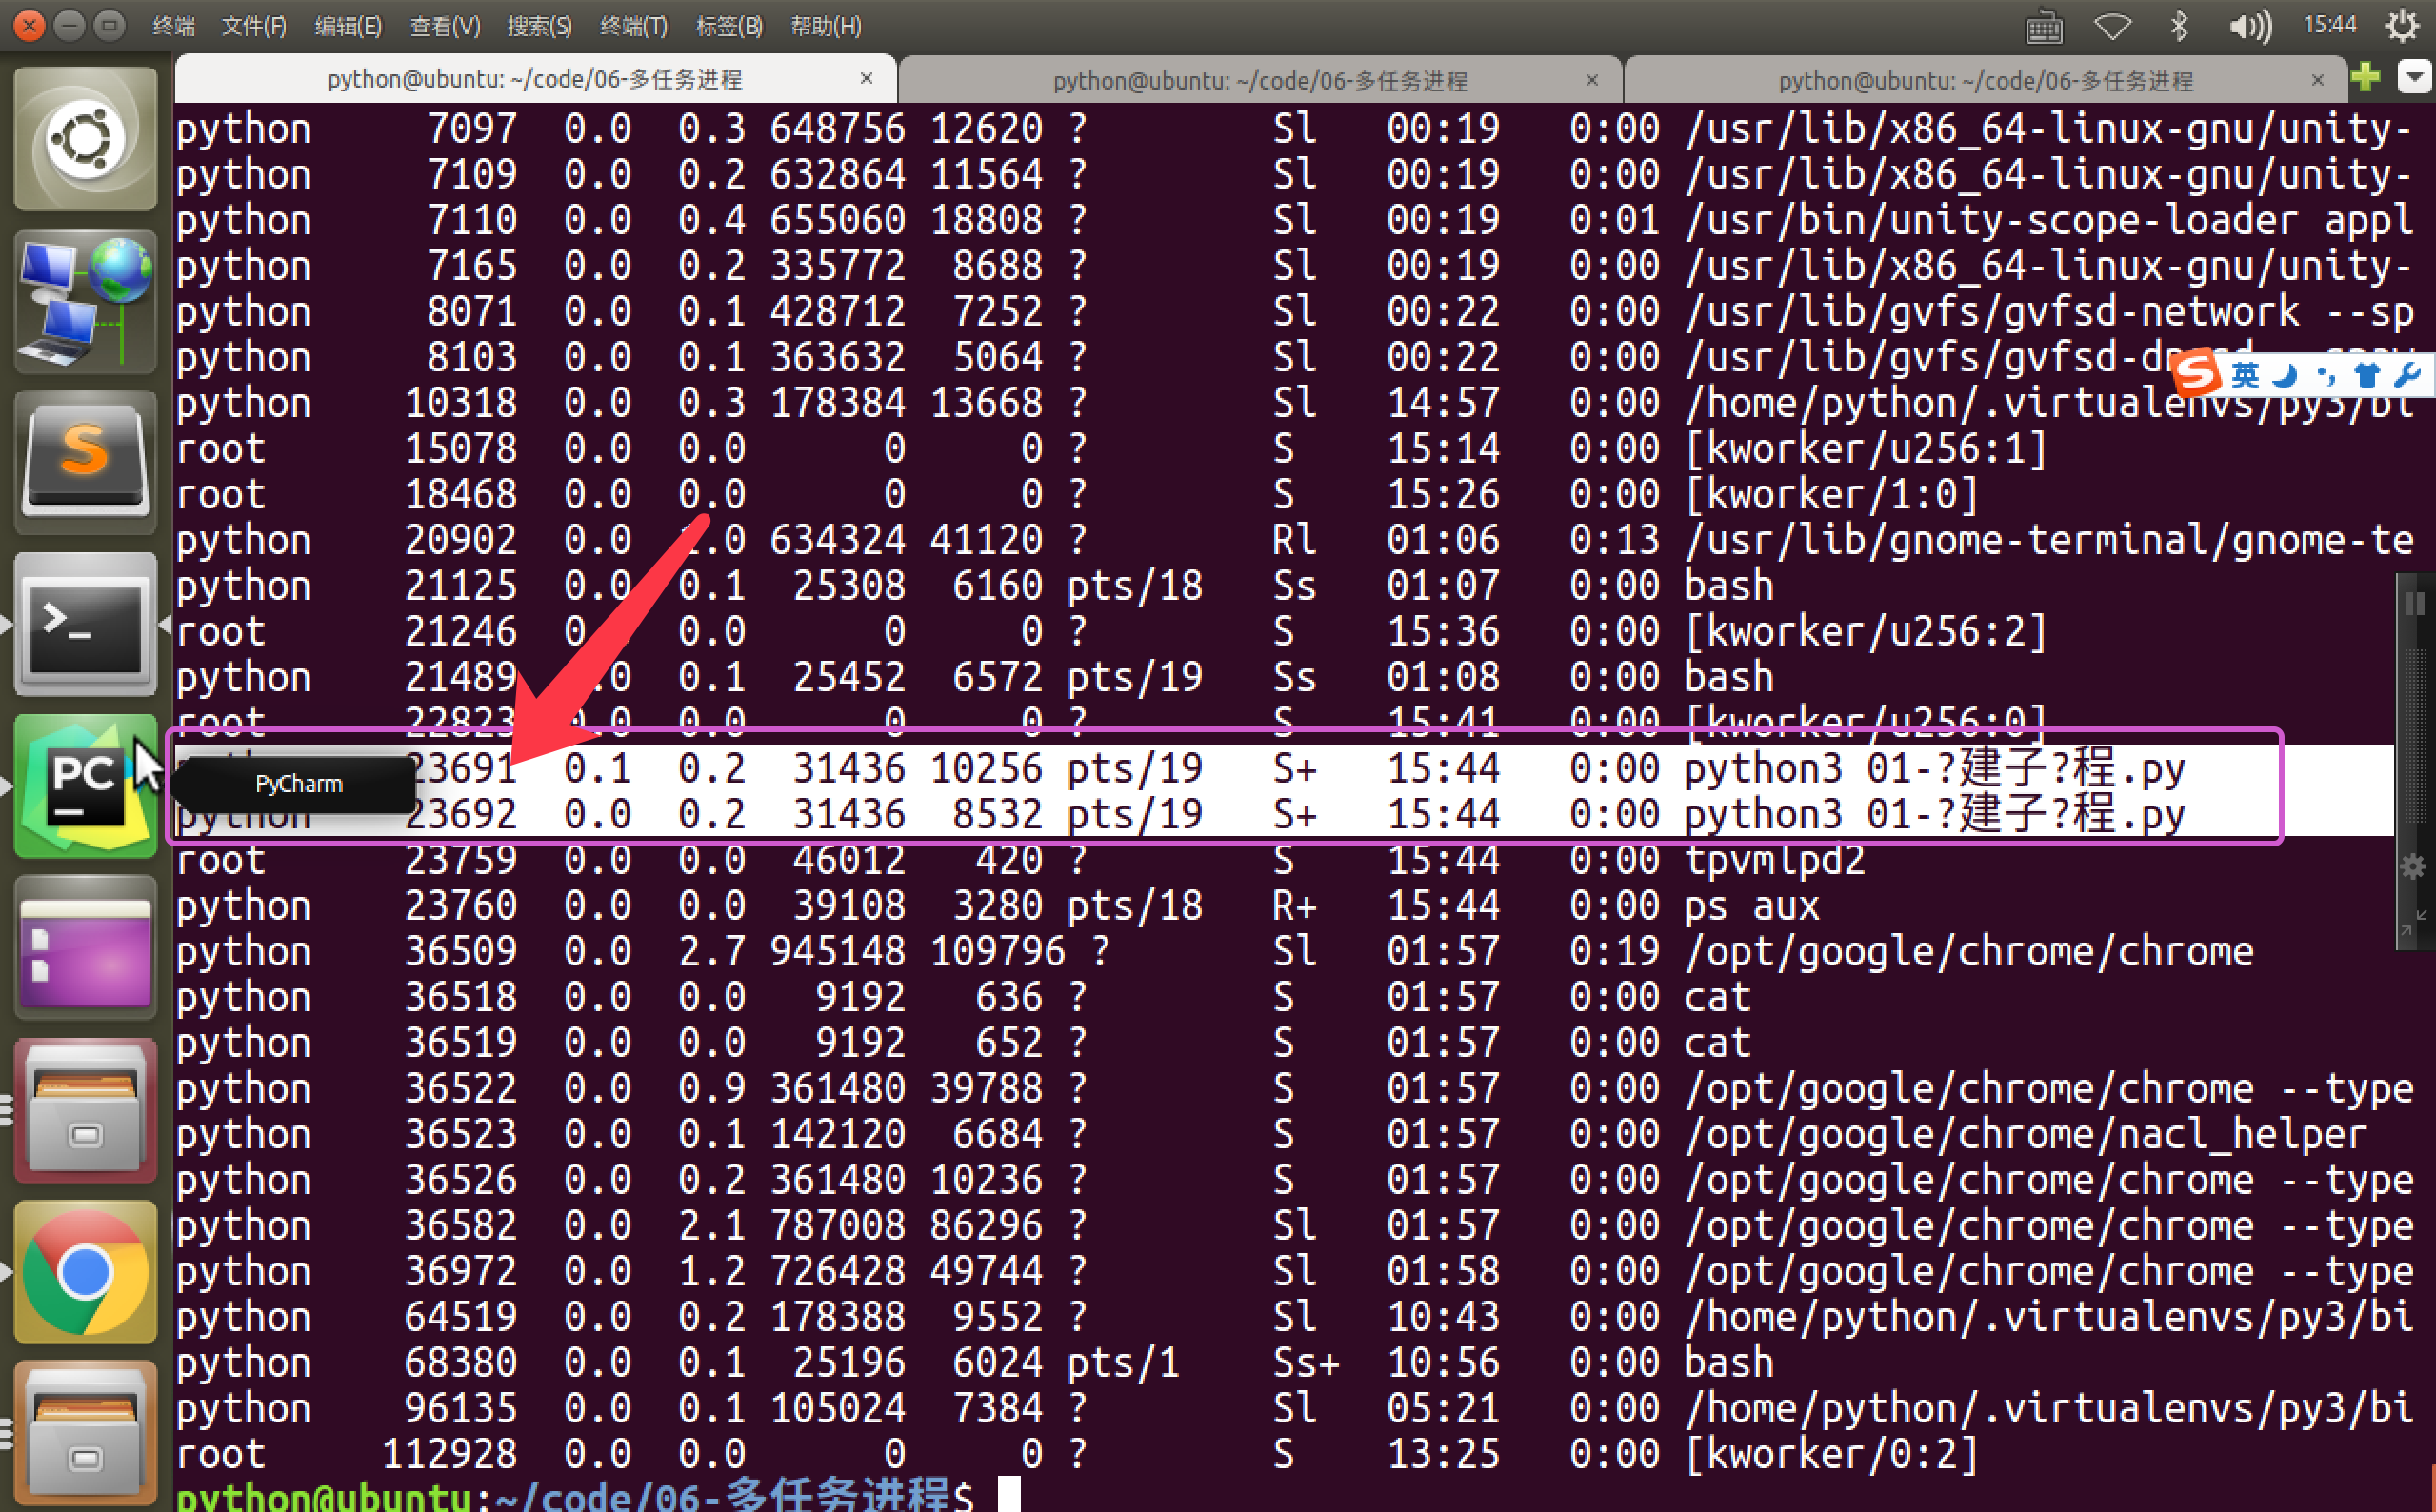 终端 文件(F) 编辑(E) 查看(V) 搜索(S) 终端(T) 标签(B) 帮助(H) 15:44
python@ubuntu: ~/code/06-多任务进程 × python@ubuntu: ~/code/06-多任务进程 × python@ubuntu: ~/code/06-多任务进程 ×
python 7097 0.0 0.3 648756 12620 ? Sl 00:19 0:00 /usr/lib/x86_64-linux-gnu/unity-
python 7109 0.0 0.2 632864 11564 ? Sl 00:19 0:00 /usr/lib/x86_64-linux-gnu/unity-
python 7110 0.0 0.4 655060 18808 ? Sl 00:19 0:01 /usr/bin/unity-scope-loader appl
python 7165 0.0 0.2 335772 8688 ? Sl 00:19 0:00 /usr/lib/x86_64-linux-gnu/unity-
python 8071 0.0 0.1 428712 7252 ? Sl 00:22 0:00 /usr/lib/gvfs/gvfsd-network --sp
python 8103 0.0 0.1 363632 5064 ? Sl 00:22 0:00
英
python 10318 0.0 0.3 178384 13668 ? Sl 14:57 0:00 /home/python/.virtualenvs/py3/bi
root 15078 0.0 0.0 0 0 ? S 15:14 0:00 [kworker/u256:1]
root 18468 0.0 0.0 0 0 ? S 15:26 0:00 [kworker/1:0]
python 20902 0.0 1.0 634324 41120 ? Rl 01:06 0:13 /usr/lib/gnome-terminal/gnome-te
python 21125 0.0 0.1 25308 6160 pts/18 Ss 01:07 0:00 bash
root 21246 0.0 0.0 0 0 ? S 15:36 0:00 [kworker/u256:2]
python 21489 0.0 0.1 25452 6572 pts/19 Ss 01:08 0:00 bash
root 22823 0.0 0.0 0 0 ? S 15:41 0:00 [kworker/u256:0]
23691 0.1 0.2 31436 10256 pts/19 S+ 15:44 0:00 python3 01-?建子?程.py
PyCharm
python 23692 0.0 0.2 31436 8532 pts/19 S+ 15:44 0:00 python3 01-?建子?程.py
root 23759 0.0 0.0 46012 420 ? S 15:44 0:00 tpvmlpd2
python 23760 0.0 0.0 39108 3280 pts/18 R+ 15:44 0:00 ps aux
python 36509 0.0 2.7 945148 109796 ? Sl 01:57 0:19 /opt/google/chrome/chrome
python 36518 0.0 0.0 9192 636 ? S 01:57 0:00 cat
python 36519 0.0 0.0 9192 652 ? S 01:57 0:00 cat
python 36522 0.0 0.9 361480 39788 ? S 01:57 0:00 /opt/google/chrome/chrome --type
python 36523 0.0 0.1 142120 6684 ? S 01:57 0:00 /opt/google/chrome/nacl_helper
python 36526 0.0 0.2 361480 10236 ? S 01:57 0:00 /opt/google/chrome/chrome --type
python 36582 0.0 2.1 787008 86296 ? Sl 01:57 0:00 /opt/google/chrome/chrome --type
python 36972 0.0 1.2 726428 49744 ? Sl 01:58 0:00 /opt/google/chrome/chrome --type
python 64519 0.0 0.2 178388 9552 ? Sl 10:43 0:00 /home/python/.virtualenvs/py3/bi
python 68380 0.0 0.1 25196 6024 pts/1 Ss+ 10:56 0:00 bash
python 96135 0.0 0.1 105024 7384 ? Sl 05:21 0:00 /home/python/.virtualenvs/py3/bi
root 112928 0.0 0.0 0 0 ? S 13:25 0:00 [kworker/0:2]
python@ubuntu:~/code/06-多任务进程$